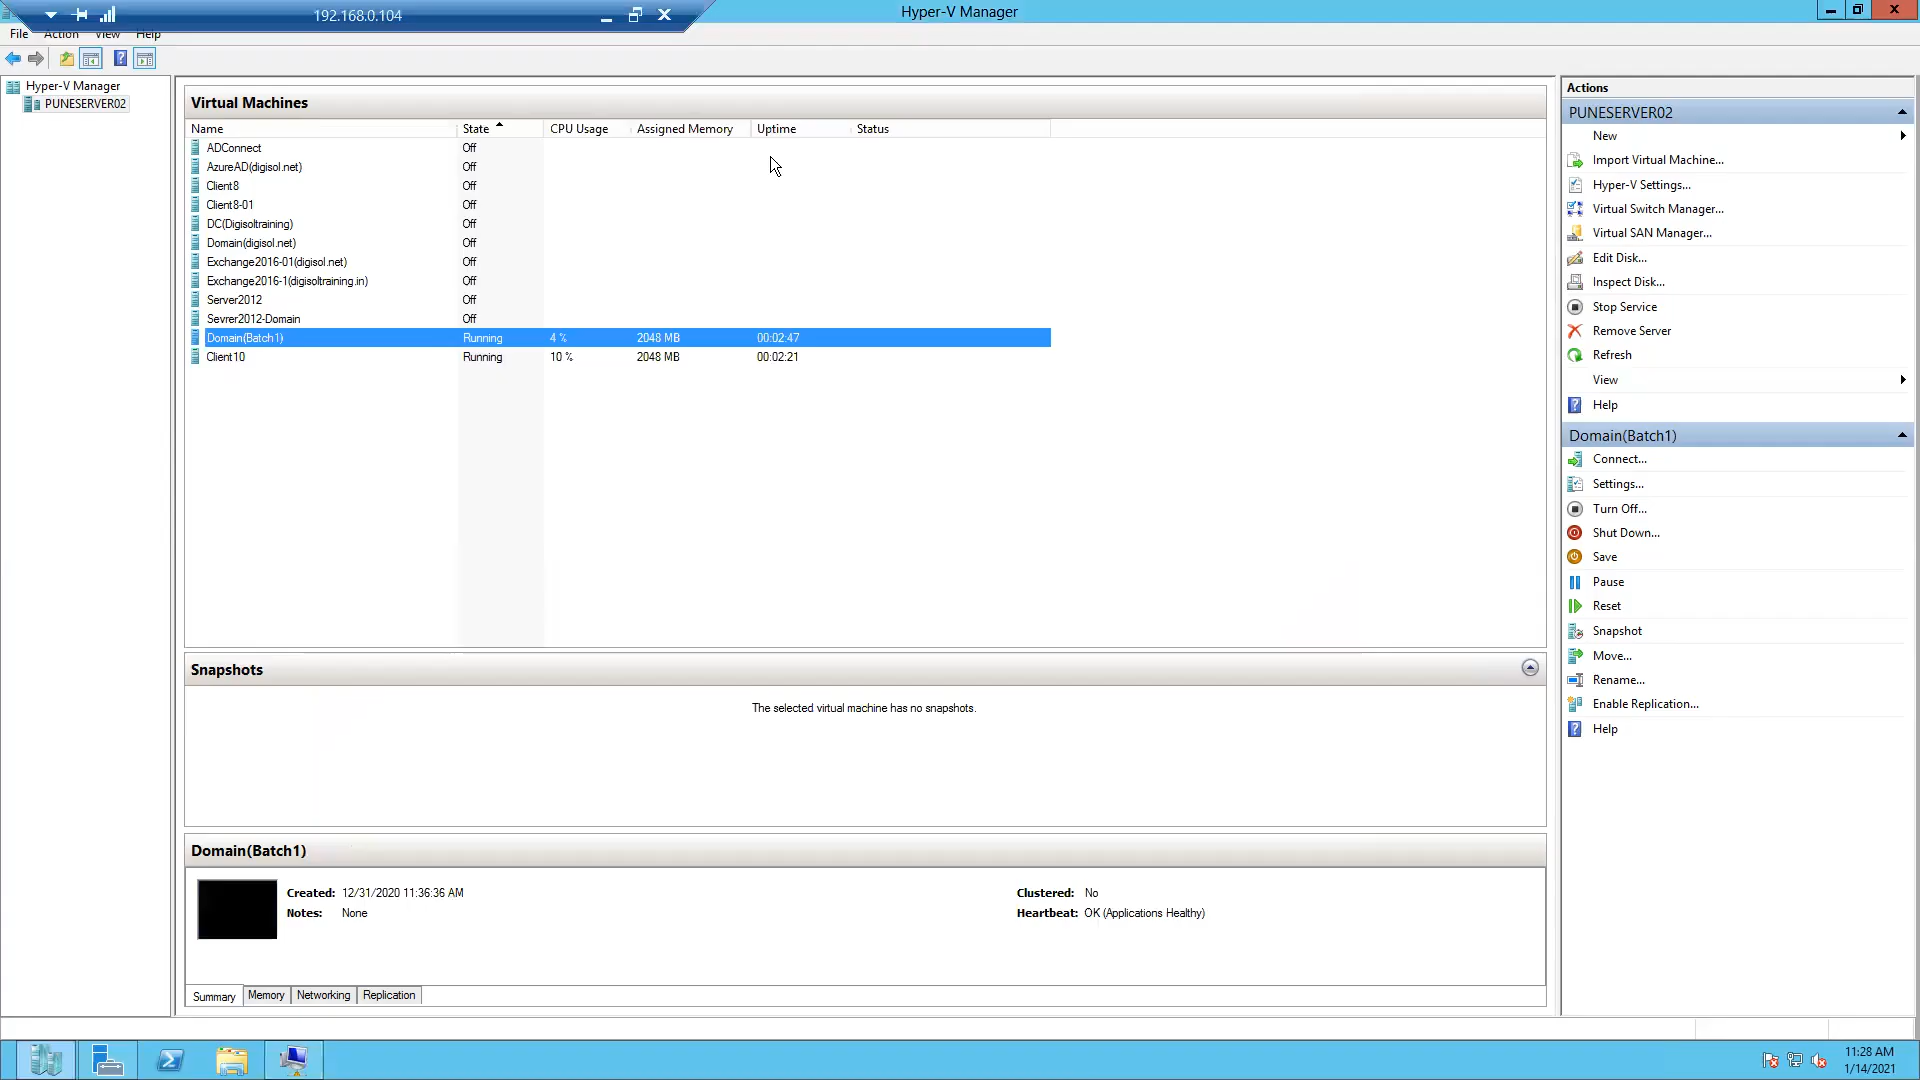 192.168.0.104
Hyper-V Manager
File Action View Help
Hyper-V Manager
PUNESERVER02
Virtual Machines
Name State CPU Usage Assigned Memory Uptime Status
ADConnect Off
AzureAD(digisol.net) Off
Client8 Off
Client8-01 Off
DC(Digisoltraining) Off
Domain(digisol.net) Off
Exchange2016-01(digisol.net) Off
Exchange2016-1(digisoltraining.in) Off
Server2012 Off
Sevrer2012-Domain Off
Domain(Batch1) Running 4 % 2048 MB 00:02:47
Client10 Running 10 % 2048 MB 00:02:21
Snapshots
The selected virtual machine has no snapshots.
Domain(Batch1)
Created: 12/31/2020 11:36:36 AM Clustered: No
Notes: None Heartbeat: OK (Applications Healthy)
Summary Memory Networking Replication
Actions
PUNESERVER02
New
Import Virtual Machine...
Hyper-V Settings...
Virtual Switch Manager...
Virtual SAN Manager...
Edit Disk...
Inspect Disk...
Stop Service
Remove Server
Refresh
View
Help
Domain(Batch1)
Connect...
Settings...
Turn Off...
Shut Down...
Save
Pause
Reset
Snapshot
Move...
Rename...
Enable Replication...
Help
11:28 AM
1/14/2021